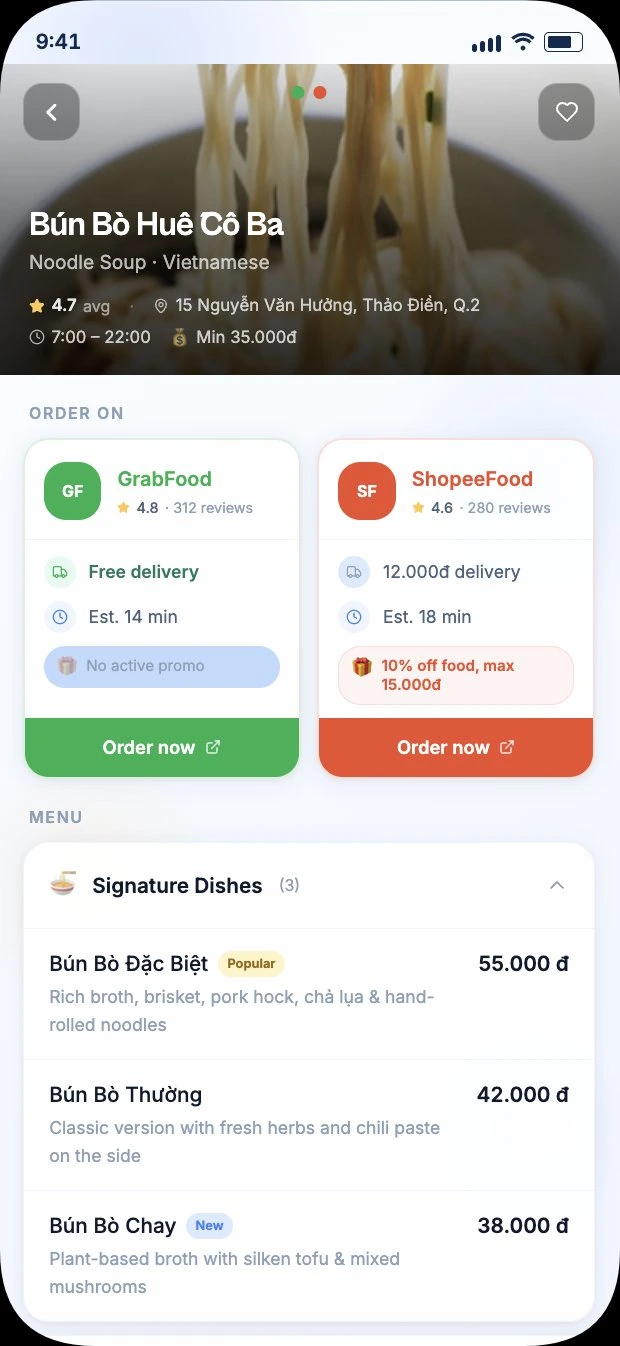 9:41
Bún Bò Huế Cô Ba
Noodle Soup · Vietnamese
4.7 avg · 15 Nguyễn Văn Hưởng, Thảo Điền, Q.2
7:00 – 22:00 Min 35.000đ
ORDER ON
GF GrabFood
4.8 · 312 reviews
Free delivery
Est. 14 min
No active promo
Order now
SF ShopeeFood
4.6 · 280 reviews
12.000đ delivery
Est. 18 min
10% off food, max
15.000đ
Order now
MENU
Signature Dishes (3)
Bún Bò Đặc Biệt Popular 55.000 đ
Rich broth, brisket, pork hock, chả lụa & hand-
rolled noodles
Bún Bò Thường 42.000 đ
Classic version with fresh herbs and chili paste
on the side
Bún Bò Chay New 38.000 đ
Plant-based broth with silken tofu & mixed
mushrooms